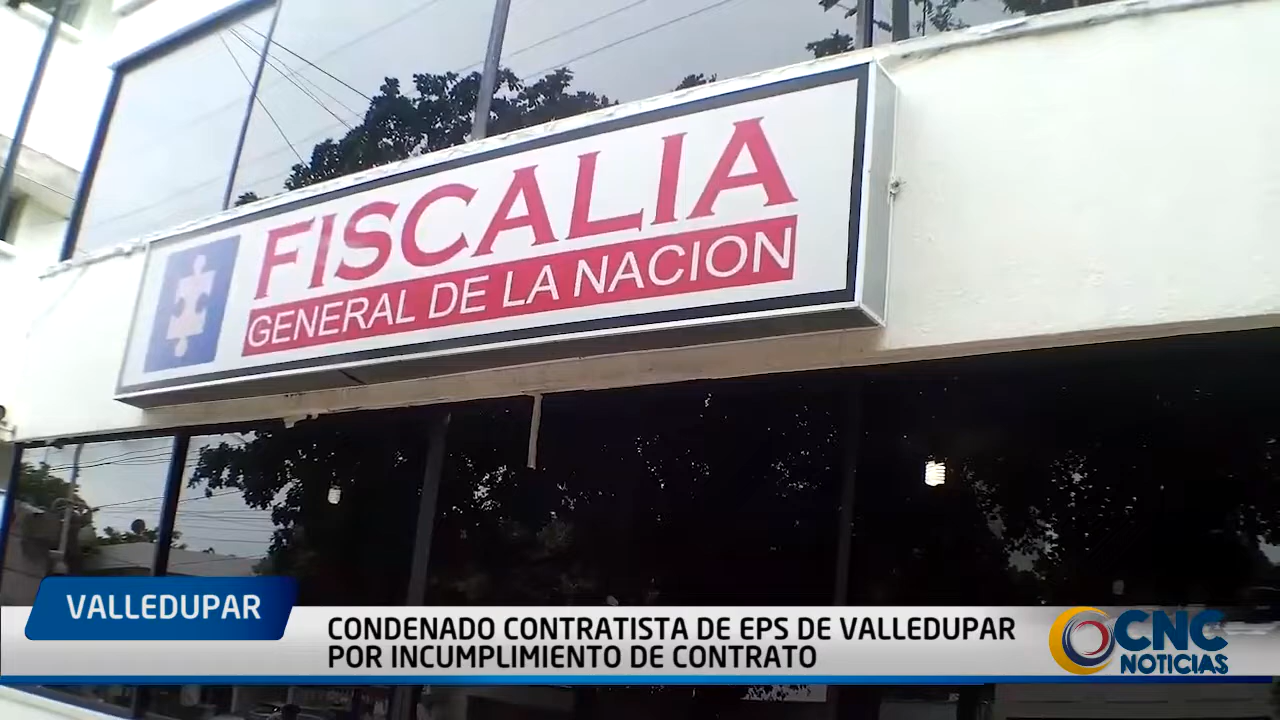 FISCALIA
GENERAL DE LA NACION
VALLEDUPAR
CONDENADO CONTRATISTA DE EPS DE VALLEDUPAR
POR INCUMPLIMIENTO DE CONTRATO
CNC
NOTICIAS